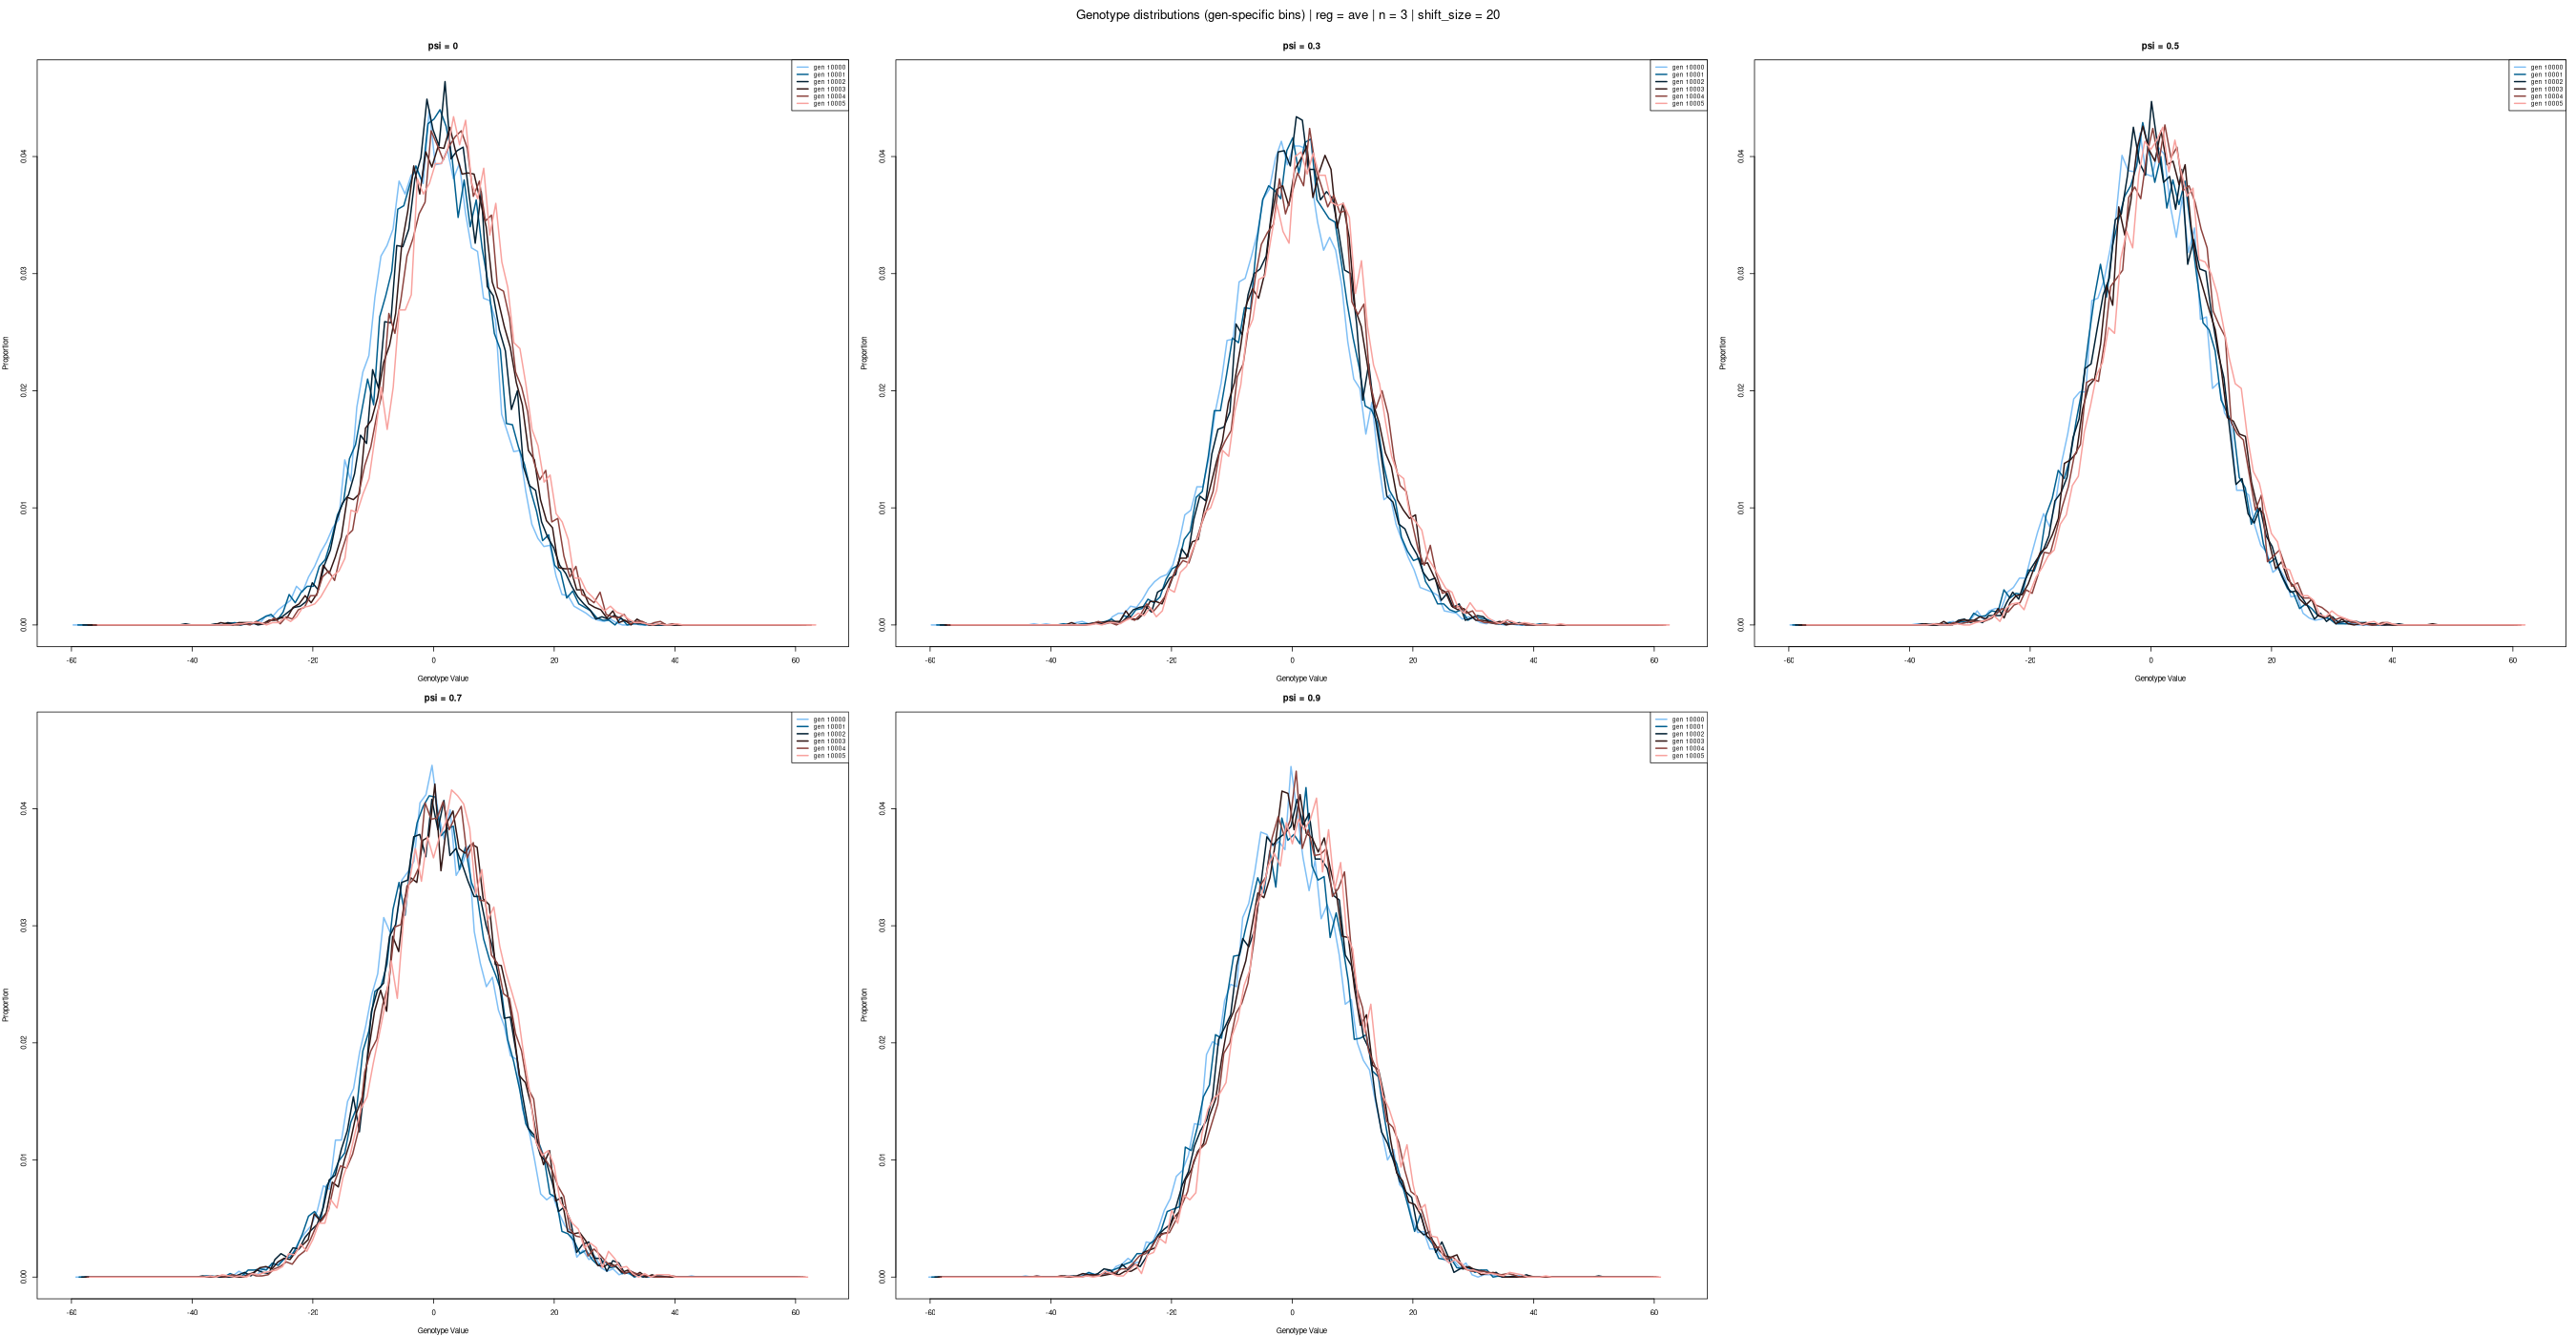 Genotype distributions (gen-specific bins) | reg = ave | n = 3 | shift_size = 20
psi = 0
gen 10000
gen 10001
gen 10002
gen 10003
gen 10004
gen 10005
Proportion
0.04
0.03
0.02
0.01
0.00
-60 -40 -20 0 20 40 60
Genotype Value
psi = 0.3
gen 10000
gen 10001
gen 10002
gen 10003
gen 10004
gen 10005
Proportion
0.04
0.03
0.02
0.01
0.00
-60 -40 -20 0 20 40 60
Genotype Value
psi = 0.5
gen 10000
gen 10001
gen 10002
gen 10003
gen 10004
gen 10005
Proportion
0.04
0.03
0.02
0.01
0.00
-60 -40 -20 0 20 40 60
Genotype Value
psi = 0.7
gen 10000
gen 10001
gen 10002
gen 10003
gen 10004
gen 10005
Proportion
0.04
0.03
0.02
0.01
0.00
-60 -40 -20 0 20 40 60
Genotype Value
psi = 0.9
gen 10000
gen 10001
gen 10002
gen 10003
gen 10004
gen 10005
Proportion
0.04
0.03
0.02
0.01
0.00
-60 -40 -20 0 20 40 60
Genotype Value